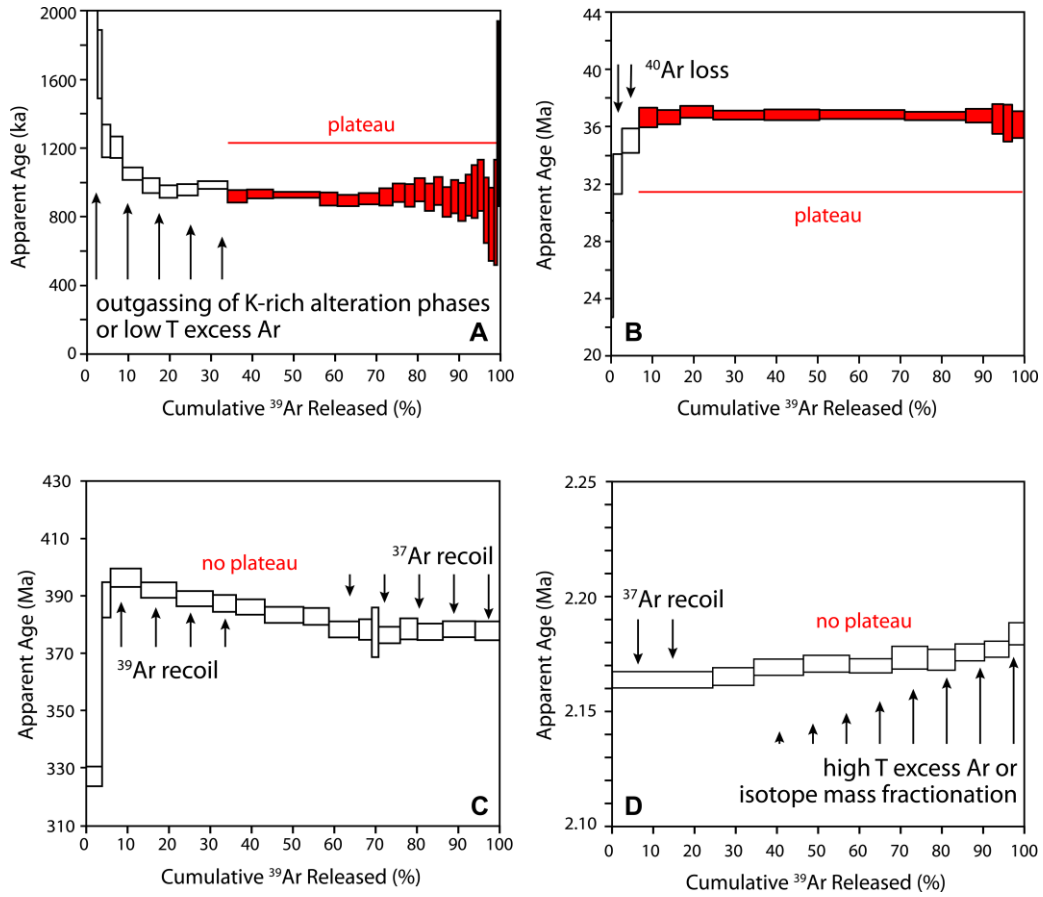 2000
1600
1200
800
400
0
Apparent Age (ka)
plateau
outgassing of K-rich alteration phases
or low T excess Ar
A
0 10 20 30 40 50 60 70 80 90 100
Cumulative ³⁹Ar Released (%)
44
40
36
32
28
24
20
Apparent Age (Ma)
⁴⁰Ar loss
plateau
B
0 10 20 30 40 50 60 70 80 90 100
Cumulative ³⁹Ar Released (%)
430
410
390
370
350
330
310
Apparent Age (Ma)
no plateau
³⁷Ar recoil
³⁹Ar recoil
C
0 10 20 30 40 50 60 70 80 90 100
Cumulative ³⁹Ar Released (%)
2.25
2.20
2.15
2.10
Apparent Age (Ma)
³⁷Ar recoil
no plateau
high T excess Ar or
isotope mass fractionation
D
0 10 20 30 40 50 60 70 80 90 100
Cumulative ³⁹Ar Released (%)